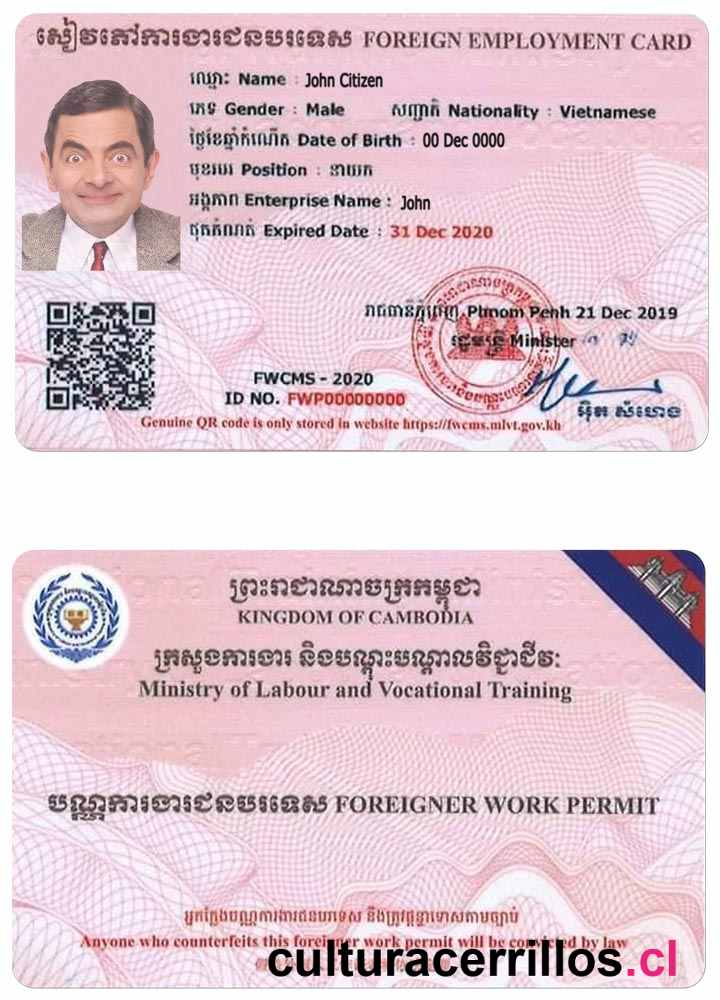 សៀវភៅការងារជនបរទេស FOREIGN EMPLOYMENT CARD
ឈ្មោះ Name : John Citizen
ភេទ Gender : Male សញ្ជាតិ Nationality : Vietnamese
ថ្ងៃខែឆ្នាំកំណើត Date of Birth : 00 Dec 0000
មុខរបរ Position : នាយក
អង្គភាព Enterprise Name : John
ផុតកំណត់ Expired Date : 31 Dec 2020
រាជធានីភ្នំពេញ Phnom Penh 21 Dec 2019
រដ្ឋមន្ត្រី Minister
FWCMS - 2020
ID NO. FWP00000000
អ៊ិត សំហេង
Genuine QR code is only stored in website https://fwcms.mlvt.gov.kh
ព្រះរាជាណាចក្រកម្ពុជា
KINGDOM OF CAMBODIA
ក្រសួងការងារ និងបណ្តុះបណ្តាលវិជ្ជាជីវៈ
Ministry of Labour and Vocational Training
បណ្ណការងារជនបរទេស FOREIGNER WORK PERMIT
អ្នកក្លែងបណ្ណការងារជនបរទេស នឹងត្រូវផ្តន្ទាទោសតាមច្បាប់
Anyone who counterfeits this foreigner work permit will be convicted by law
culturacerrillos.cl